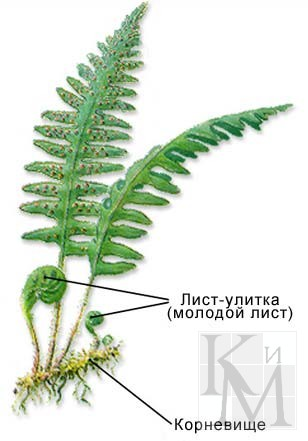 Лист-улитка
(молодой лист)
Корневище
К и
М